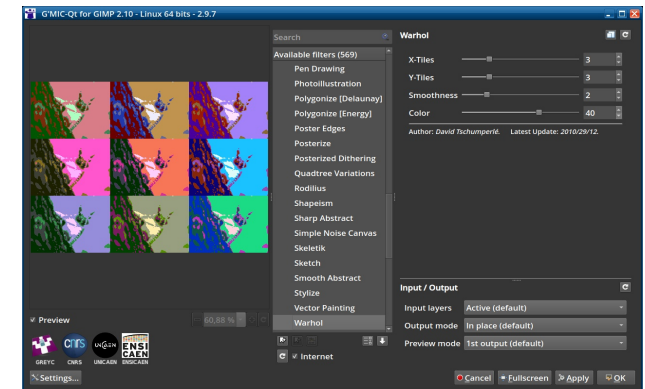 G'MIC-Qt for GIMP 2.10 - Linux 64 bits - 2.9.7
Search
Available filters (569)
Pen Drawing
Photoillustration
Polygonize [Delaunay]
Polygonize [Energy]
Poster Edges
Posterize
Posterized Dithering
Quadtree Variations
Rodilius
Shapeism
Sharp Abstract
Simple Noise Canvas
Skeletik
Sketch
Smooth Abstract
Stylize
Vector Painting
Warhol
Internet
Warhol
X-Tiles 3
Y-Tiles 3
Smoothness 2
Color 40
Author: David Tschumperlé. Latest Update: 2010/29/12.
Input / Output
Input layers Active (default)
Output mode In place (default)
Preview mode 1st output (default)
Preview
60,88 %
cnrs
UNICAEN
ENSI
CAEN
GREYC CNRS UNICAEN ENSICAEN
Settings...
Cancel Fullscreen Apply OK